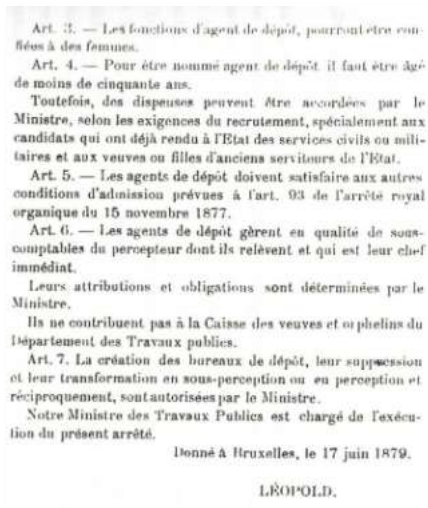 Art. 3. — Les fonctions d'agent de dépôt, pourront être con-
fiées à des femmes.
Art. 4. — Pour être nommé agent de dépôt il faut être âgé
de moins de cinquante ans.
Toutefois, des dispenses peuvent être accordées par le
Ministre, selon les exigences du recrutement, spécialement aux
candidats qui ont déjà rendu à l'Etat des services civils ou mili-
taires et aux veuves ou filles d'anciens serviteurs de l'Etat.
Art. 5. — Les agents de dépôt doivent satisfaire aux autres
conditions d'admission prévues à l'art. 93 de l'arrêté royal
organique du 15 novembre 1877.
Art. 6. — Les agents de dépôt gèrent en qualité de sous-
comptables du percepteur dont ils relèvent et qui est leur chef
immédiat.
Leurs attributions et obligations sont déterminées par le
Ministre.
Ils ne contribuent pas à la Caisse des veuves et orphelins du
Département des Travaux publics.
Art. 7. La création des bureaux de dépôt, leur suppression
et leur transformation en sous-perception ou en perception et
réciproquement, sont autorisées par le Ministre.
Notre Ministre des Travaux Publics est chargé de l'exécu-
tion du présent arrêté.
Donné à Bruxelles, le 17 juin 1879.
LÉOPOLD.